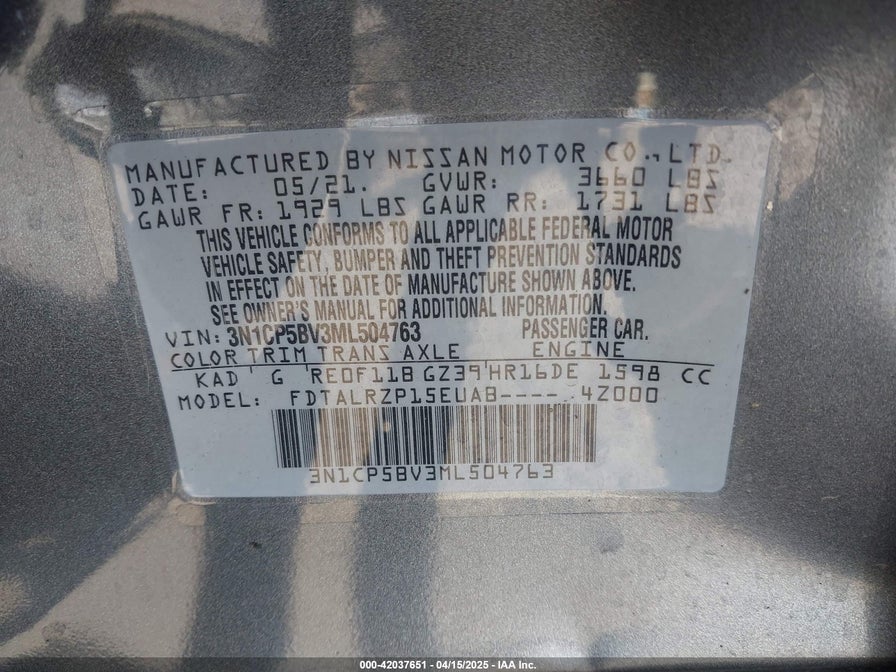 MANUFACTURED BY NISSAN MOTOR CO., LTD.
DATE: 05/21. GVWR: 3660 LBS
GAWR FR: 1929 LBS GAWR RR: 1731 LBS
THIS VEHICLE CONFORMS TO ALL APPLICABLE FEDERAL MOTOR
VEHICLE SAFETY, BUMPER AND THEFT PREVENTION STANDARDS
IN EFFECT ON THE DATE OF MANUFACTURE SHOWN ABOVE.
SEE OWNER'S MANUAL FOR ADDITIONAL INFORMATION.
VIN: 3N1CP5BV3ML504763 PASSENGER CAR.
COLOR TRIM TRANS AXLE ENGINE
KAD G RE0F11B GZ39 HR16DE 1598 CC
MODEL: FDTALRZP15EUAB---- 4Z000
3N1CP5BV3ML504763
000-42037651 - 04/15/2025 - IAA Inc.